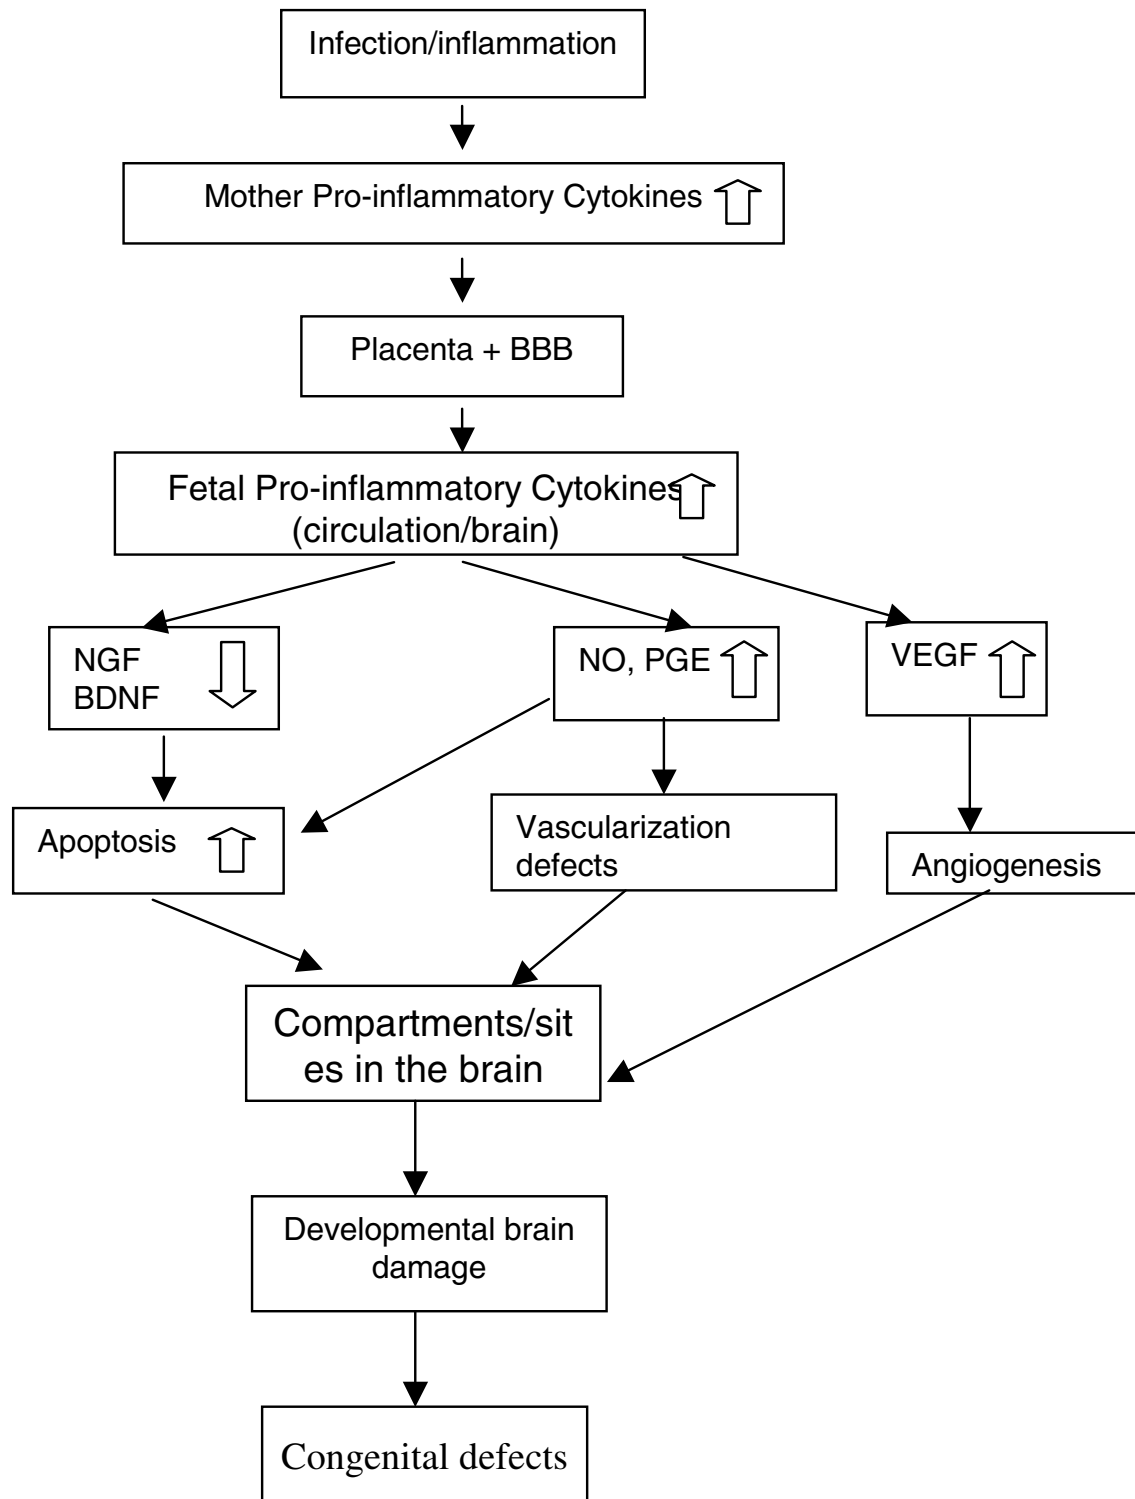 Infection/inflammation
Mother Pro-inflammatory Cytokines
Placenta + BBB
Fetal Pro-inflammatory Cytokines
(circulation/brain)
NGF
BDNF
NO, PGE
VEGF
Apoptosis
Vascularization
defects
Angiogenesis
Compartments/sit
es in the brain
Developmental brain
damage
Congenital defects